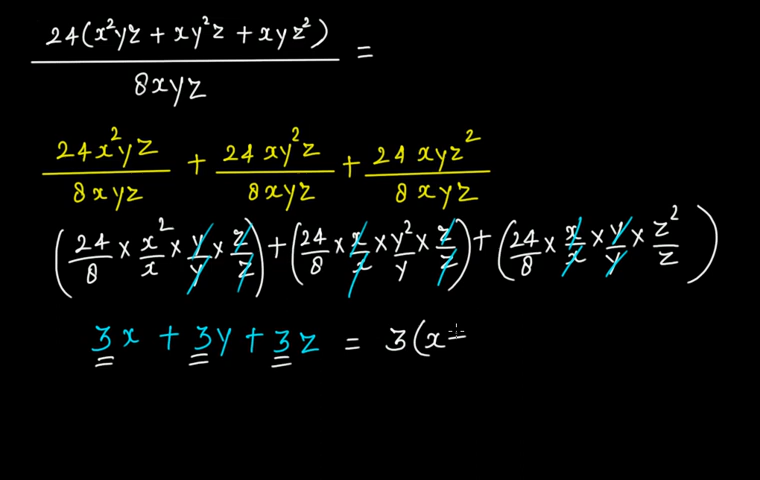 24(x²yz + xy²z + xyz²) / 8xyz =
24x²yz / 8xyz + 24xy²z / 8xyz + 24xyz² / 8xyz
(24/8 × x²/x × y/y × z/z) + (24/8 × x/x × y²/y × z/z) + (24/8 × x/x × y/y × z²/z)
3x + 3y + 3z = 3(x